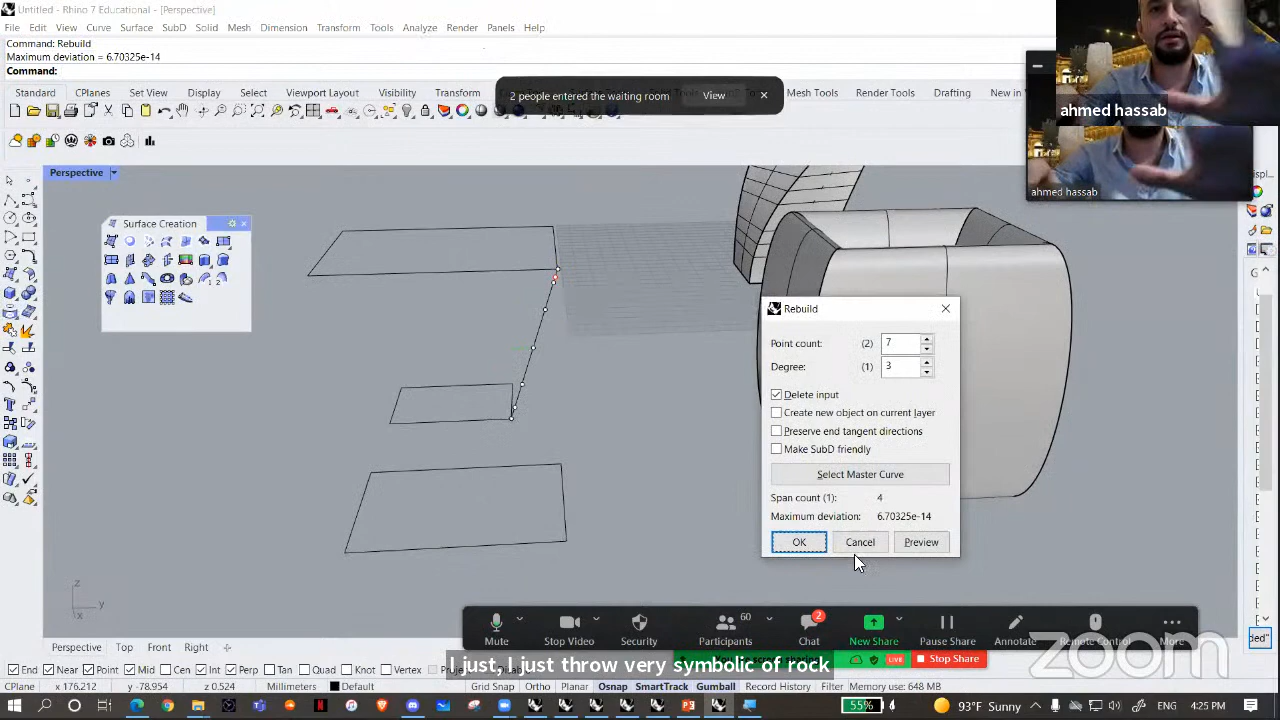 Untitled - Rhino 7 Educational
File Edit View Curve Surface SubD Solid Mesh Dimension Transform Tools Analyze Render Panels Help
Command: Rebuild
Maximum deviation = 6.70325e-14
Command:
Standard CPlanes Set View Display Select Viewport Layout Visibility Transform Mesh Tools Render Tools Drafting New in V
2 people entered the waiting room View
ahmed hassab
ahmed hassab
Perspective
Surface Creation
Rebuild
Point count: (2) 7
Degree: (1) 3
Delete input
Create new object on current layer
Preserve end tangent directions
Make SubD friendly
Select Master Curve
Span count (1): 4
Maximum deviation: 6.70325e-14
OK Cancel Preview
z
y
x
60
2
Mute Stop Video Security Participants Chat New Share Pause Share Annotate Remote Control More
zoom
Perspective Top Front Right
LIVE Stop Share
I just, I just throw very symbolic of rock
End Near Point Mid Cen Int Perp Tan Quad Knot Vertex
CPlane x 176.212 y -78.954 z 0.524 Millimeters Default Grid Snap Ortho Planar Osnap SmartTrack Gumball Record History Filter Memory use: 648 MB
55% 93°F Sunny ENG 4:25 PM